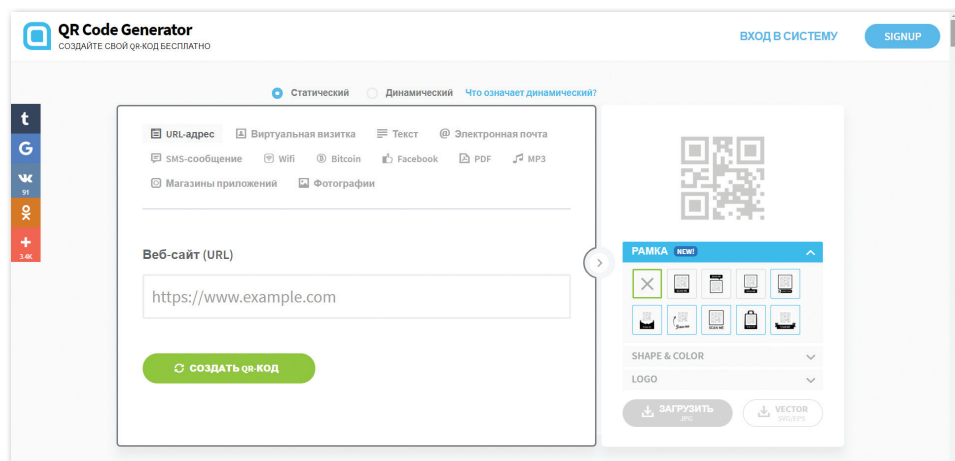 QR Code Generator
СОЗДАЙТЕ СВОЙ QR-КОД БЕСПЛАТНО
ВХОД В СИСТЕМУ
SIGNUP
Статический Динамический Что означает динамический?
t
G
91
3.4K
URL-адрес Виртуальная визитка Текст @ Электронная почта
SMS-сообщение Wifi Bitcoin Facebook PDF MP3
Магазины приложений Фотографии
Веб-сайт (URL)
https://www.example.com
СОЗДАТЬ QR-КОД
РАМКА NEW!
SHAPE & COLOR
LOGO
ЗАГРУЗИТЬ
JPG
VECTOR
SVG/EPS